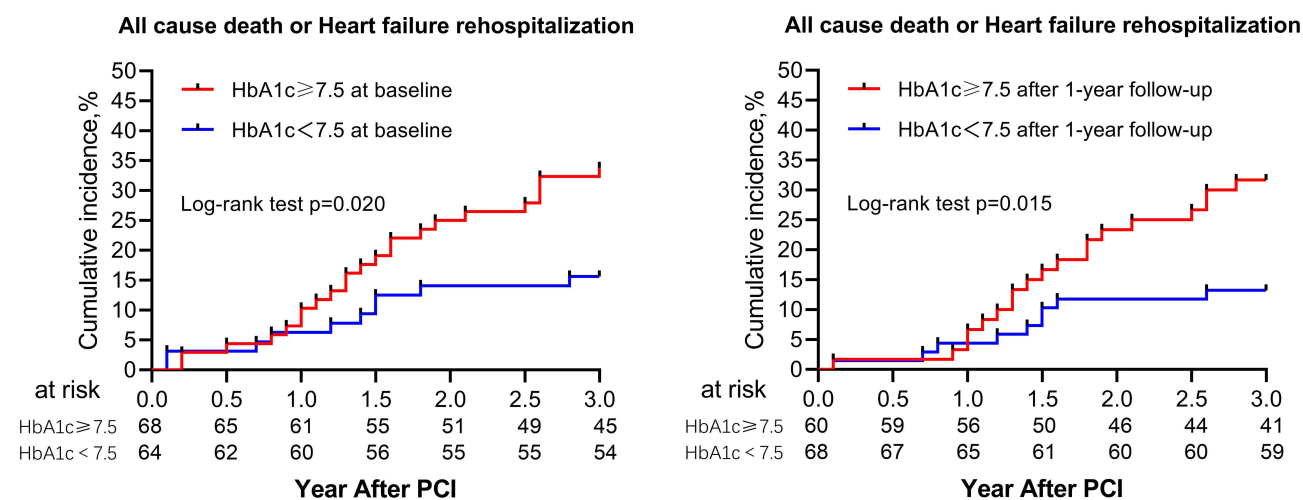 All cause death or Heart failure rehospitalization
50
45
40
35
30
25
20
15
10
5
0
Cumulative incidence,%
HbA1c≥7.5 at baseline
HbA1c<7.5 at baseline
Log-rank test p=0.020
0.0 0.5 1.0 1.5 2.0 2.5 3.0
at risk
HbA1c≥7.5 68 65 61 55 51 49 45
HbA1c<7.5 64 62 60 56 55 55 54
Year After PCI
All cause death or Heart failure rehospitalization
50
45
40
35
30
25
20
15
10
5
0
Cumulative incidence,%
HbA1c≥7.5 after 1-year follow-up
HbA1c<7.5 after 1-year follow-up
Log-rank test p=0.015
0.0 0.5 1.0 1.5 2.0 2.5 3.0
at risk
HbA1c≥7.5 60 59 56 50 46 44 41
HbA1c<7.5 68 67 65 61 60 60 59
Year After PCI